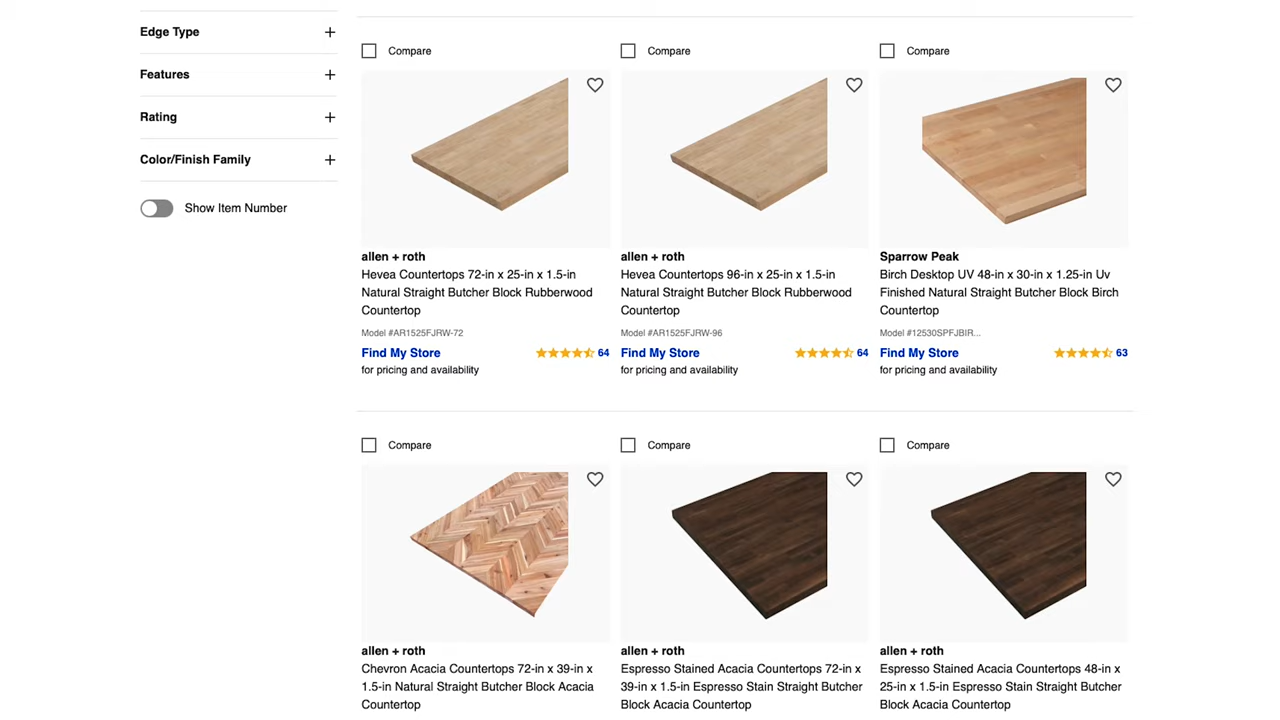 Edge Type
Features
Rating
Color/Finish Family
Show Item Number
Compare
allen + roth
Hevea Countertops 72-in x 25-in x 1.5-in
Natural Straight Butcher Block Rubberwood
Countertop
Model #AR1525FJRW-72
Find My Store
64
for pricing and availability
Compare
allen + roth
Hevea Countertops 96-in x 25-in x 1.5-in
Natural Straight Butcher Block Rubberwood
Countertop
Model #AR1525FJRW-96
Find My Store
64
for pricing and availability
Compare
Sparrow Peak
Birch Desktop UV 48-in x 30-in x 1.25-in Uv
Finished Natural Straight Butcher Block Birch
Countertop
Model #12530SPFJBIR...
Find My Store
63
for pricing and availability
Compare
allen + roth
Chevron Acacia Countertops 72-in x 39-in x
1.5-in Natural Straight Butcher Block Acacia
Countertop
Compare
allen + roth
Espresso Stained Acacia Countertops 72-in x
39-in x 1.5-in Espresso Stain Straight Butcher
Block Acacia Countertop
Compare
allen + roth
Espresso Stained Acacia Countertops 48-in x
25-in x 1.5-in Espresso Stain Straight Butcher
Block Acacia Countertop